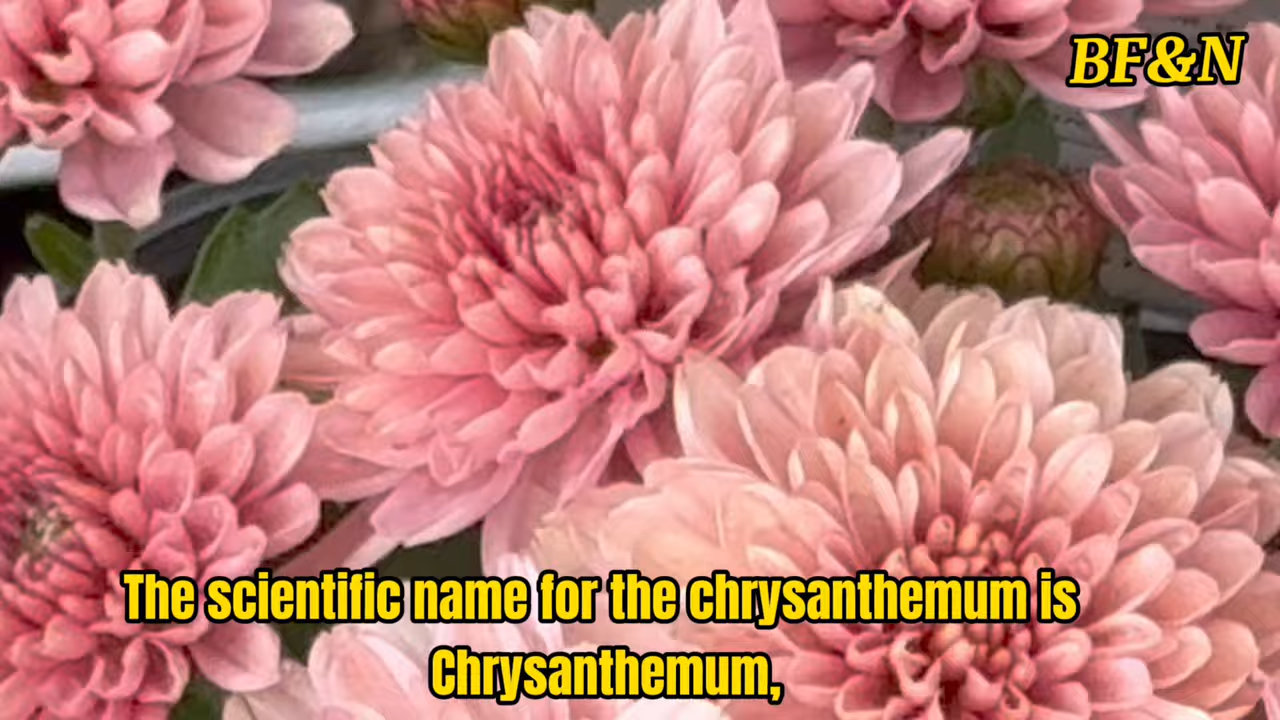 BF&N
The scientific name for the chrysanthemum is
Chrysanthemum,